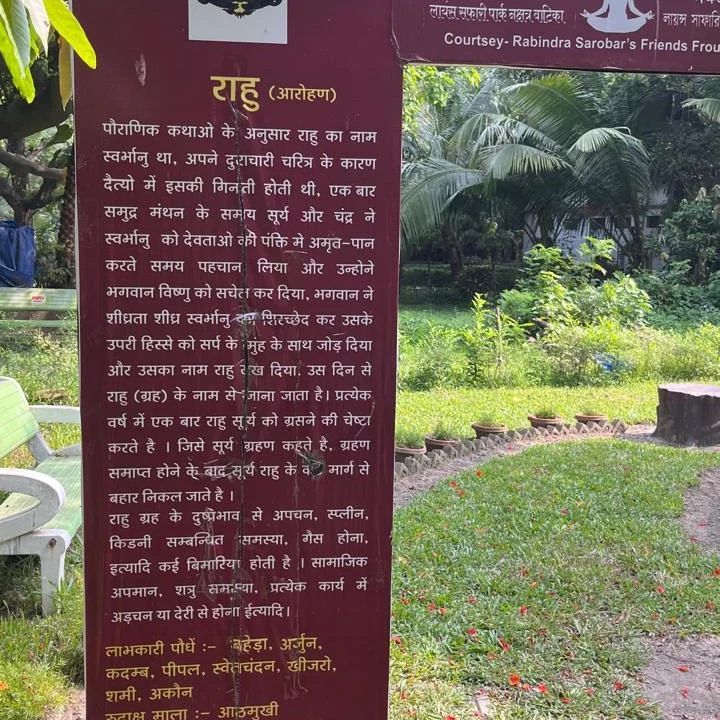 लायंस सफारी पार्क नक्षत्र वाटिका
Courtsey- Rabindra Sarobar's Friends Frou
राहु (आरोहण)
पौराणिक कथाओ के अनुसार राहु का नाम
स्वर्भानु था, अपने दुराचारी चरित्र के कारण
दैत्यो में इसकी गिनती होती थी, एक बार
समुद्र मंथन के समय सूर्य और चंद्र ने
स्वर्भानु को देवताओ की पंक्ति मे अमृत-पान
करते समय पहचान लिया और उन्होने
भगवान विष्णु को सचेत कर दिया, भगवान ने
शीघ्रता शीघ्र स्वर्भानु का शिरच्छेद कर उसके
उपरी हिस्से को सर्प के मुंह के साथ जोड़ दिया
और उसका नाम राहु रख दिया. उस दिन से
राहु (ग्रह) के नाम से जाना जाता है। प्रत्येक
वर्ष में एक बार राहु सूर्य को ग्रसने की चेष्टा
करते है । जिसे सूर्य ग्रहण कहते है, ग्रहण
समाप्त होने के बाद सूर्य राहु के मार्ग से
बहार निकल जाते है ।
राहु ग्रह के दुष्प्रभाव से अपचन, स्प्लीन,
किडनी सम्बन्धित समस्या, गैस होना,
इत्यादि कई बिमारिया होती है । सामाजिक
अपमान, शत्रु समस्या, प्रत्येक कार्य में
अड़चन या देरी से होना ईत्यादि।
लाभकारी पौधें :- बहेड़ा, अर्जुन,
कदम्ब, पीपल, स्वेतचंदन, खीजरो,
शमी, अकौन
रुद्राक्ष माला :- आठमुखी